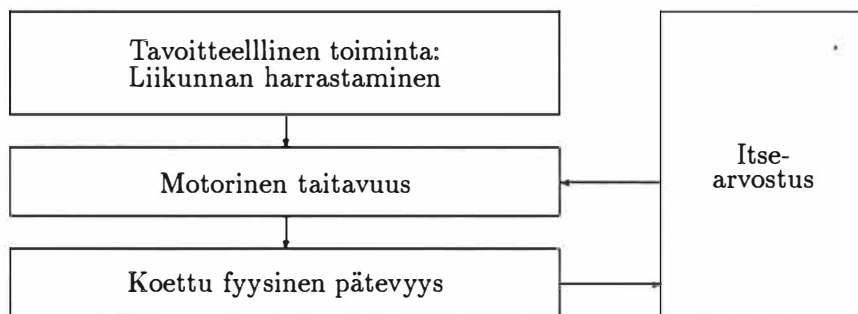 Tavoitteelllinen toiminta:
Liikunnan harrastaminen
Motorinen taitavuus
Koettu fyysinen pätevyys
Itse-
arvostus